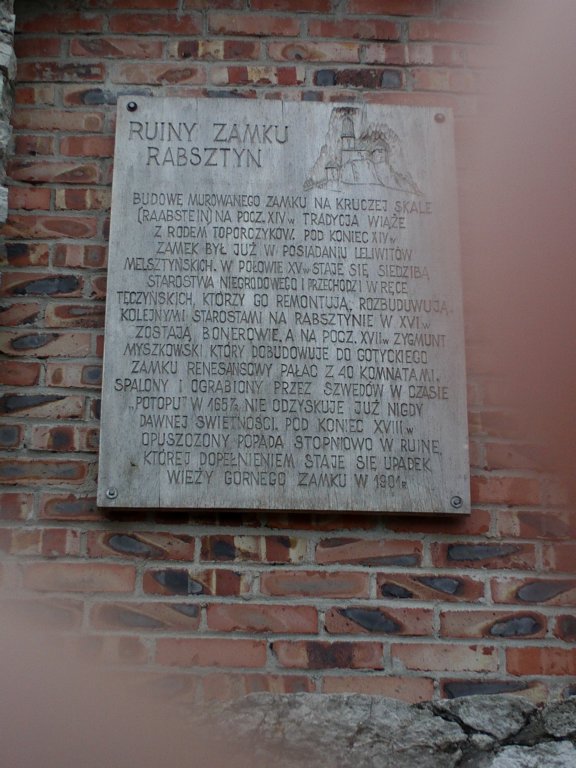 RUINY ZAMKU
RABSZTYN
BUDOWĘ MUROWANEGO ZAMKU NA KRUCZEJ SKALE
(RAABSTEIN) NA POCZ. XIV w. TRADYCJA WIĄŻE
Z RODEM TOPORCZYKÓW. POD KONIEC XIV w.
ZAMEK BYŁ JUŻ W POSIADANIU LELIWITÓW
MELSZTYŃSKICH. W POŁOWIE XV w. STAJE SIĘ SIEDZIBĄ
STAROSTWA NIEGRODOWEGO I PRZECHODZI W RĘCE
TĘCZYŃSKICH, KTÓRZY GO REMONTUJĄ, ROZBUDUWUJĄ.
KOLEJNYMI STAROSTAMI NA RABSZTYNIE W XVI w.
ZOSTAJĄ BONEROWIE, A NA POCZ. XVII w. ZYGMUNT
MYSZKOWSKI, KTÓRY DOBUDOWUJE DO GOTYCKIEGO
ZAMKU RENESANSOWY PAŁAC Z 40 KOMNATAMI.
SPALONY I OGRABIONY PRZEZ SZWEDÓW W CZASIE
"POTOPU" W 1657 r. NIE ODZYSKUJE JUŻ NIGDY
DAWNEJ ŚWIETNOŚCI. POD KONIEC XVIII w.
OPUSZCZONY POPADA STOPNIOWO W RUINĘ,
KTÓREJ DOPEŁNIENIEM STAJE SIĘ UPADEK
WIEŻY GÓRNEGO ZAMKU W 1901 r.